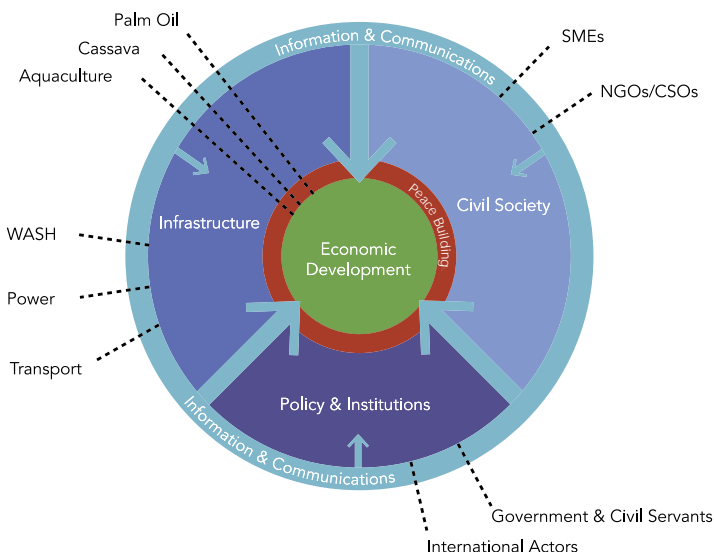 Palm Oil
Cassava
Aquaculture
Information & Communications
SMEs
NGOs/CSOs
Peace Building
Civil Society
Infrastructure
WASH
Economic
Development
Power
Transport
Policy & Institutions
Information & Communications
Government & Civil Servants
International Actors